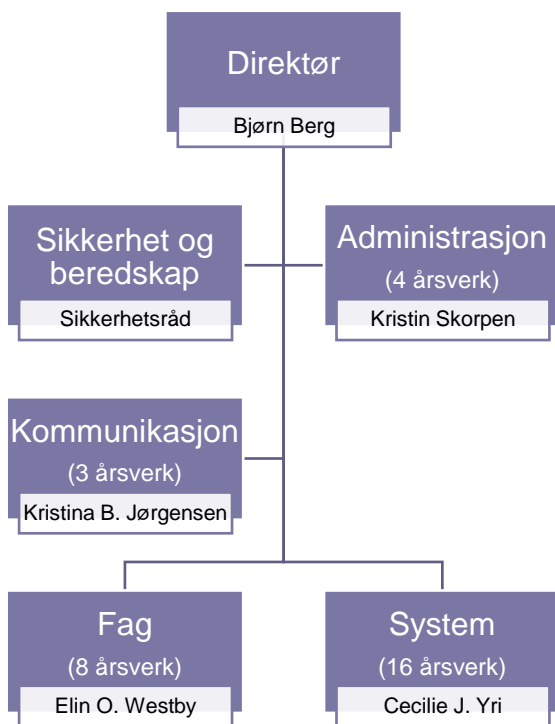 Direktør
Bjørn Berg
Sikkerhet og
beredskap
Sikkerhetsråd
Administrasjon
(4 årsverk)
Kristin Skorpen
Kommunikasjon
(3 årsverk)
Kristina B. Jørgensen
Fag
(8 årsverk)
Elin O. Westby
System
(16 årsverk)
Cecilie J. Yri